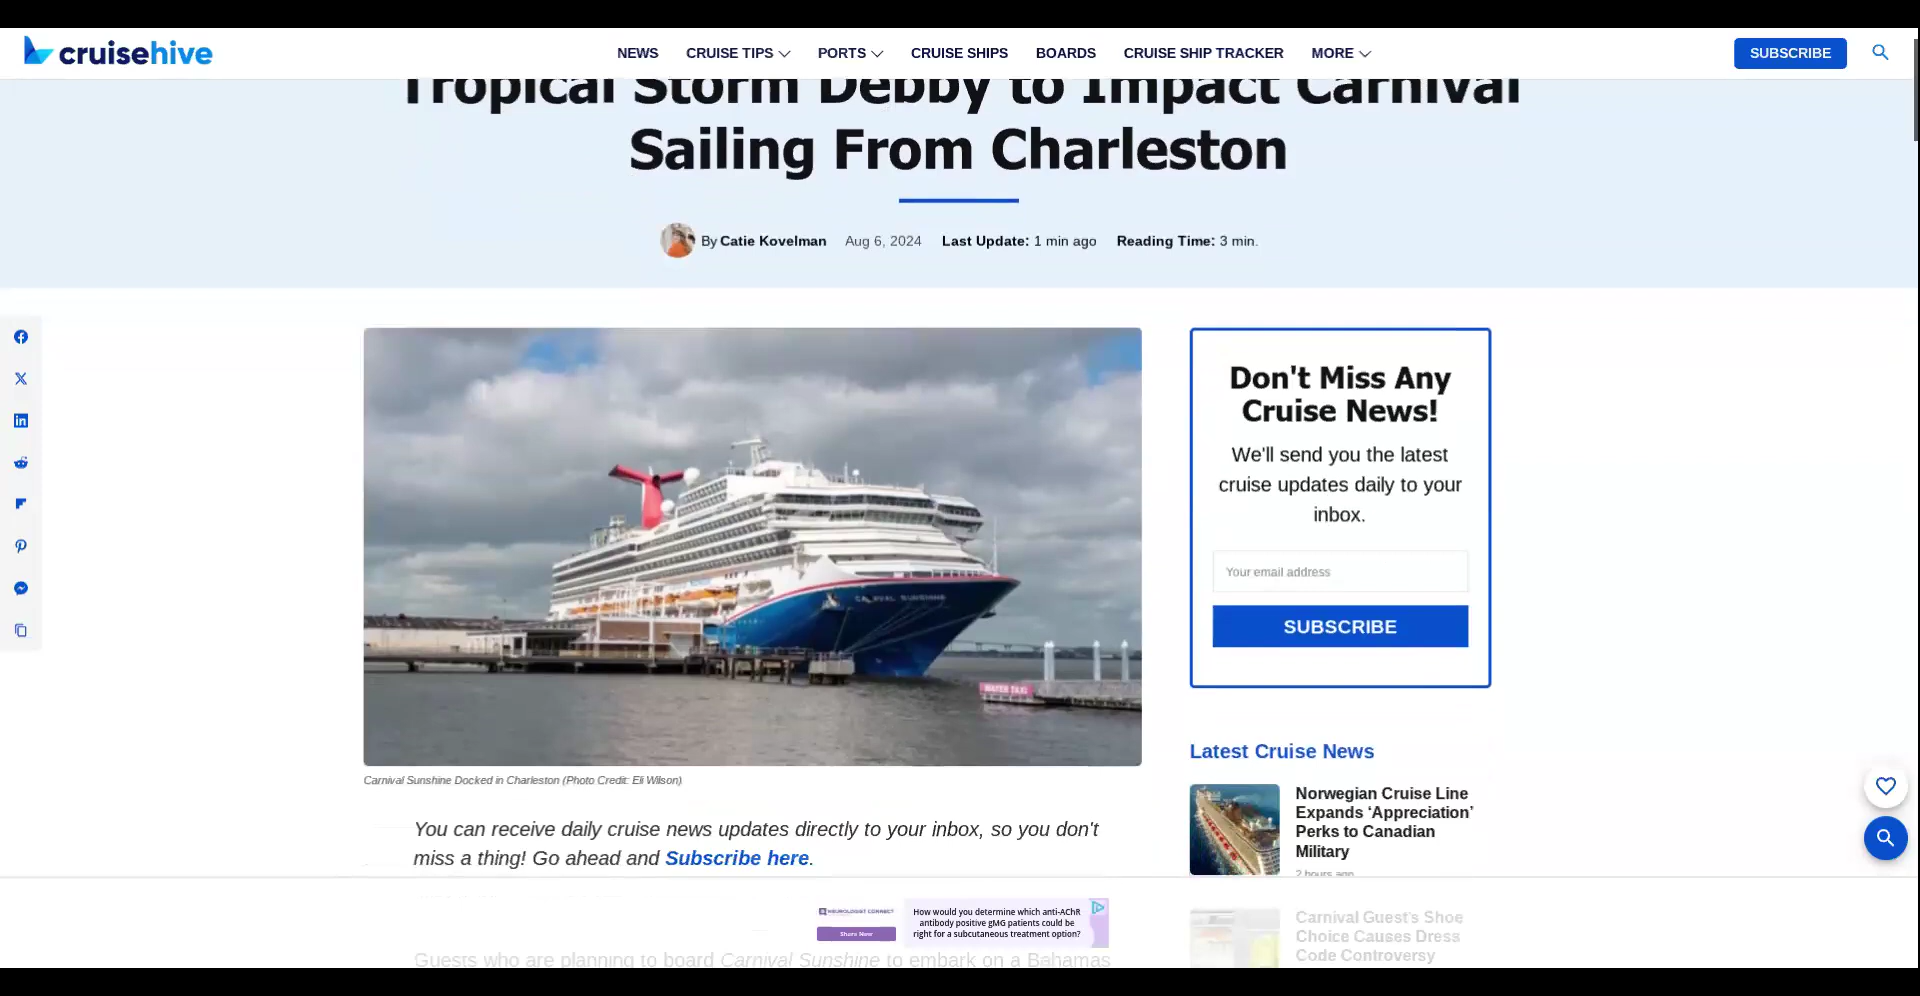 cruisehive
NEWS
CRUISE TIPS
PORTS
CRUISE SHIPS
BOARDS
CRUISE SHIP TRACKER
MORE
SUBSCRIBE
Tropical Storm Debby to Impact Carnival
Sailing From Charleston
By Catie Kovelman
Aug 6, 2024
Last Update: 1 min ago
Reading Time: 3 min.
WATER TAXI
Carnival Sunshine Docked in Charleston (Photo Credit: Eli Wilson)
You can receive daily cruise news updates directly to your inbox, so you don't
miss a thing! Go ahead and Subscribe here.
Guests who are planning to board Carnival Sunshine to embark on a Bahamas
Don't Miss Any
Cruise News!
We'll send you the latest
cruise updates daily to your
inbox.
Your email address
SUBSCRIBE
Latest Cruise News
Norwegian Cruise Line
Expands ‘Appreciation’
Perks to Canadian
Military
2 hours ago
Carnival Guest's Shoe
Choice Causes Dress
Code Controversy
NEUROLOGIST CONNECT
Share Now
How would you determine which anti-AChR
antibody positive gMG patients could be
right for a subcutaneous treatment option?